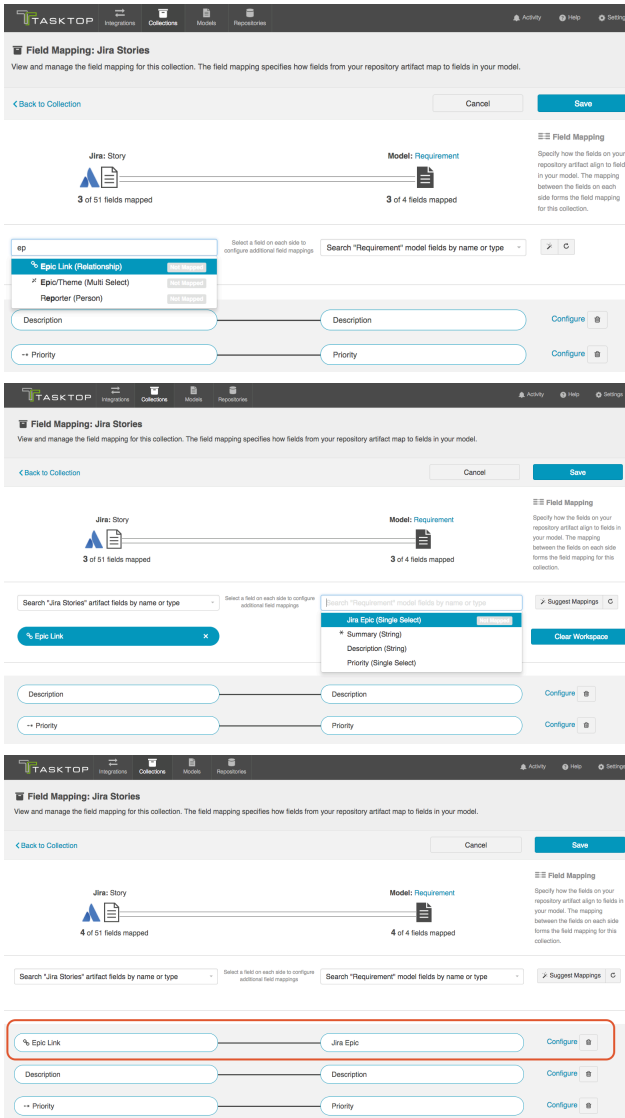 TASKTOP Integrations Collections Models Repositories Activity Help Setting
Field Mapping: Jira Stories
View and manage the field mapping for this collection. The field mapping specifies how fields from your repository artifact to fields in your model.
Back to Collection Cancel Save
Field Mapping
Specify how the fields on your
repository artifact align to field
in your model. The mapping
between the fields on each
side forms the field mapping
for this collection.
Jira: Story Model: Requirement
3 of 51 fields mapped 3 of 4 fields mapped
ep Select a field on each side to configure additional field mappings Search "Requirement" model fields by name or type
Epic Link (Relationship) Not Mapped
Epic/Theme (Multi Select) Not Mapped
Reporter (Person) Not Mapped
Description Description Configure
Priority Priority Configure
TASKTOP Integrations Collections Models Repositories Activity Help Settings
Field Mapping: Jira Stories
View and manage the field mapping for this collection. The field mapping specifies how fields from your repository artifact map to fields in your model.
Back to Collection Cancel Save
Field Mapping
Specify how the fields on your
repository artifact align to fields in
your model. The mapping
between the fields on each side
forms the field mapping for this
collection.
Jira: Story Model: Requirement
3 of 51 fields mapped 3 of 4 fields mapped
Search "Jira Stories" artifact fields by name or type Select a field on each side to configure additional field mappings Search "Requirement" model fields by name or type Suggest Mappings
Epic Link × Jira Epic (Single Select) Not Mapped Clear Workspace
* Summary (String)
Description (String)
Priority (Single Select)
Description Description Configure
Priority Priority Configure
TASKTOP Integrations Collections Models Repositories Activity Help Settings
Field Mapping: Jira Stories
View and manage the field mapping for this collection. The field mapping specifies how fields from your repository artifact map to fields in your model.
Back to Collection Cancel Save
Field Mapping
Specify how the fields on your
repository artifact align to fields in
your model. The mapping
between the fields on each side
forms the field mapping for this
collection.
Jira: Story Model: Requirement
4 of 51 fields mapped 4 of 4 fields mapped
Search "Jira Stories" artifact fields by name or type Select a field on each side to configure additional field mappings Search "Requirement" model fields by name or type Suggest Mappings
Epic Link Jira Epic Configure
Description Description Configure
Priority Priority Configure